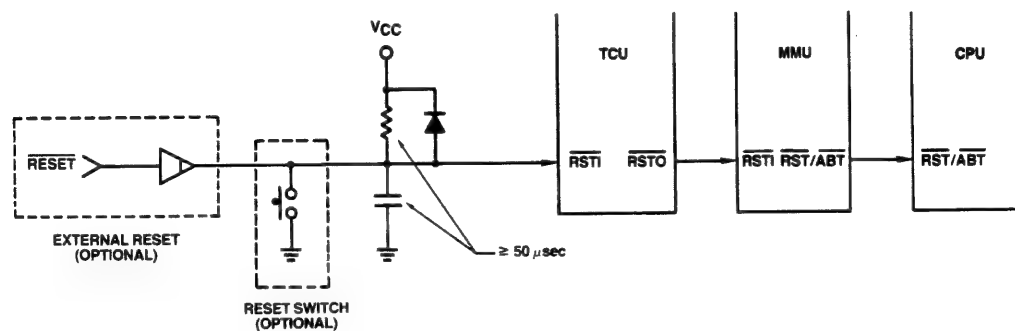 VCC
TCU
MMU
CPU
RESET
RSTI
RSTO
RSTI
RST/ABT
RST/ABT
EXTERNAL RESET
(OPTIONAL)
RESET SWITCH
(OPTIONAL)
≥ 50 μsec